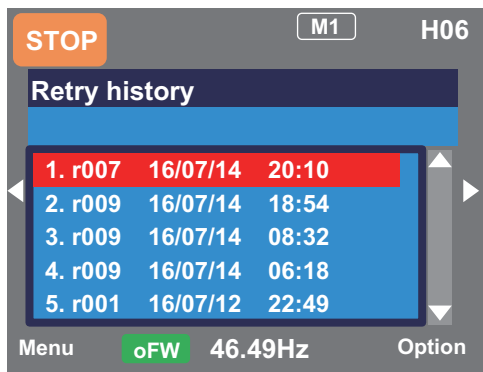 STOP M1 H06
Retry history
1. r007 16/07/14 20:10
2. r009 16/07/14 18:54
3. r009 16/07/14 08:32
4. r009 16/07/14 06:18
5. r001 16/07/12 22:49
Menu oFW 46.49Hz Option